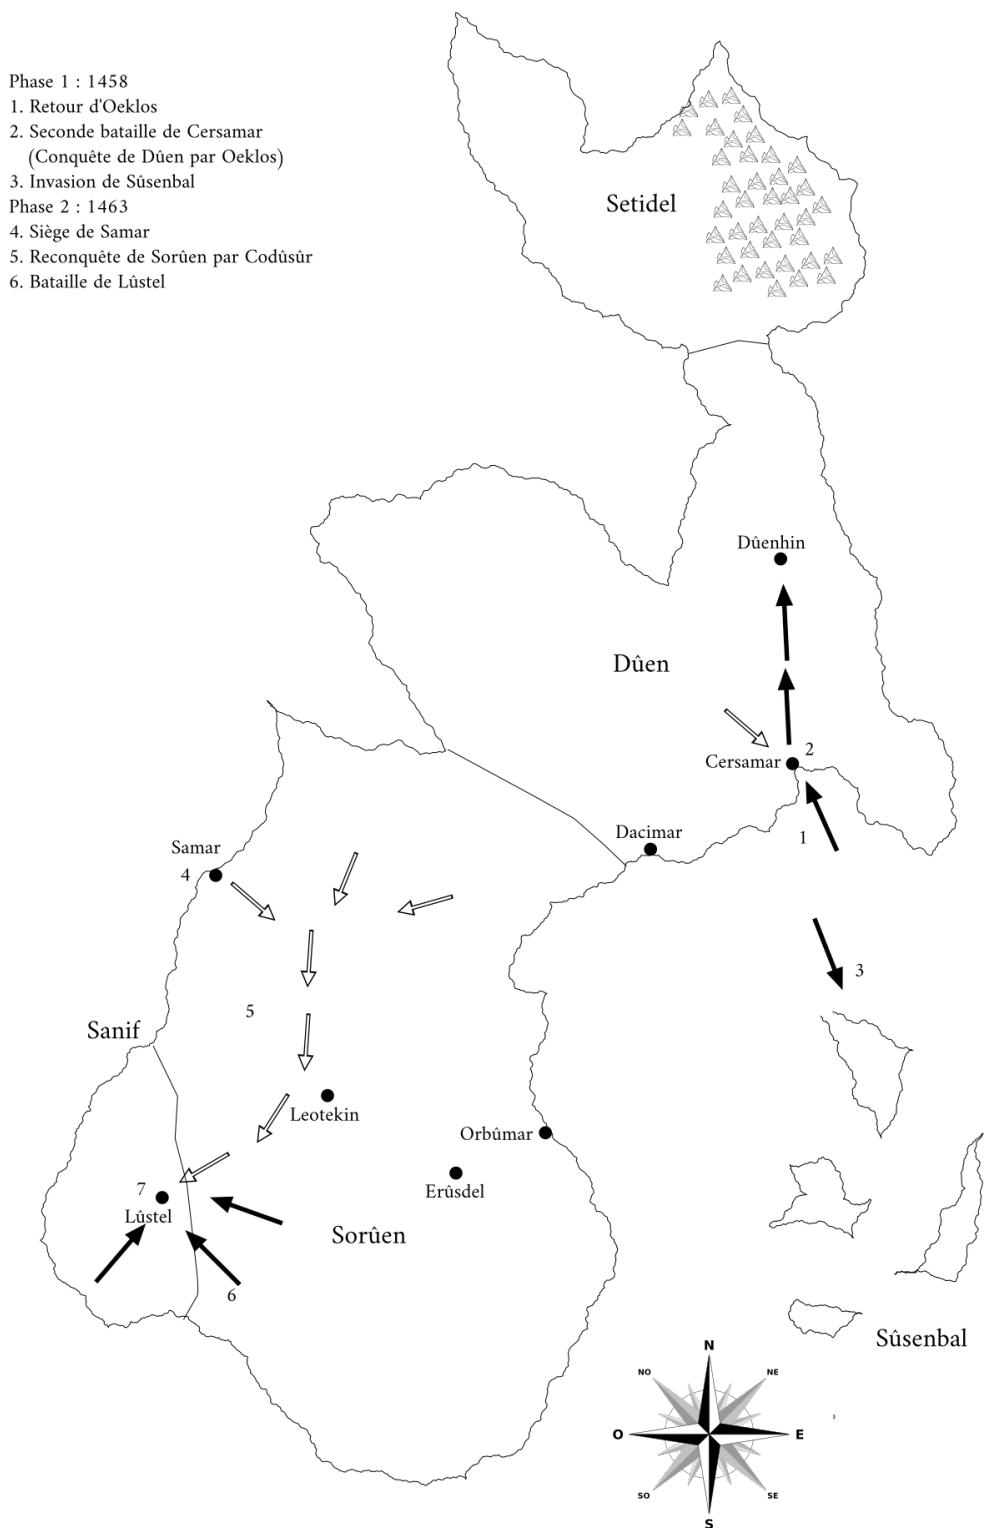 Phase 1 : 1458
1. Retour d'Oeklos
2. Seconde bataille de Cersamar
(Conquête de Dûen par Oeklos)
3. Invasion de Sûsenbal
Phase 2 : 1463
4. Siège de Samar
5. Reconquête de Sorûen par Codûsûr
6. Bataille de Lûstel
Setidel
Dûenhin
Dûen
2
Cersamar
1
Dacimar
Samar
4
3
5
Sanif
Leotekin
Orbûmar
Erûsdel
7
Lûstel
Sorûen
6
Sûsenbal
N
NO
NE
O
E
SO
SE
S